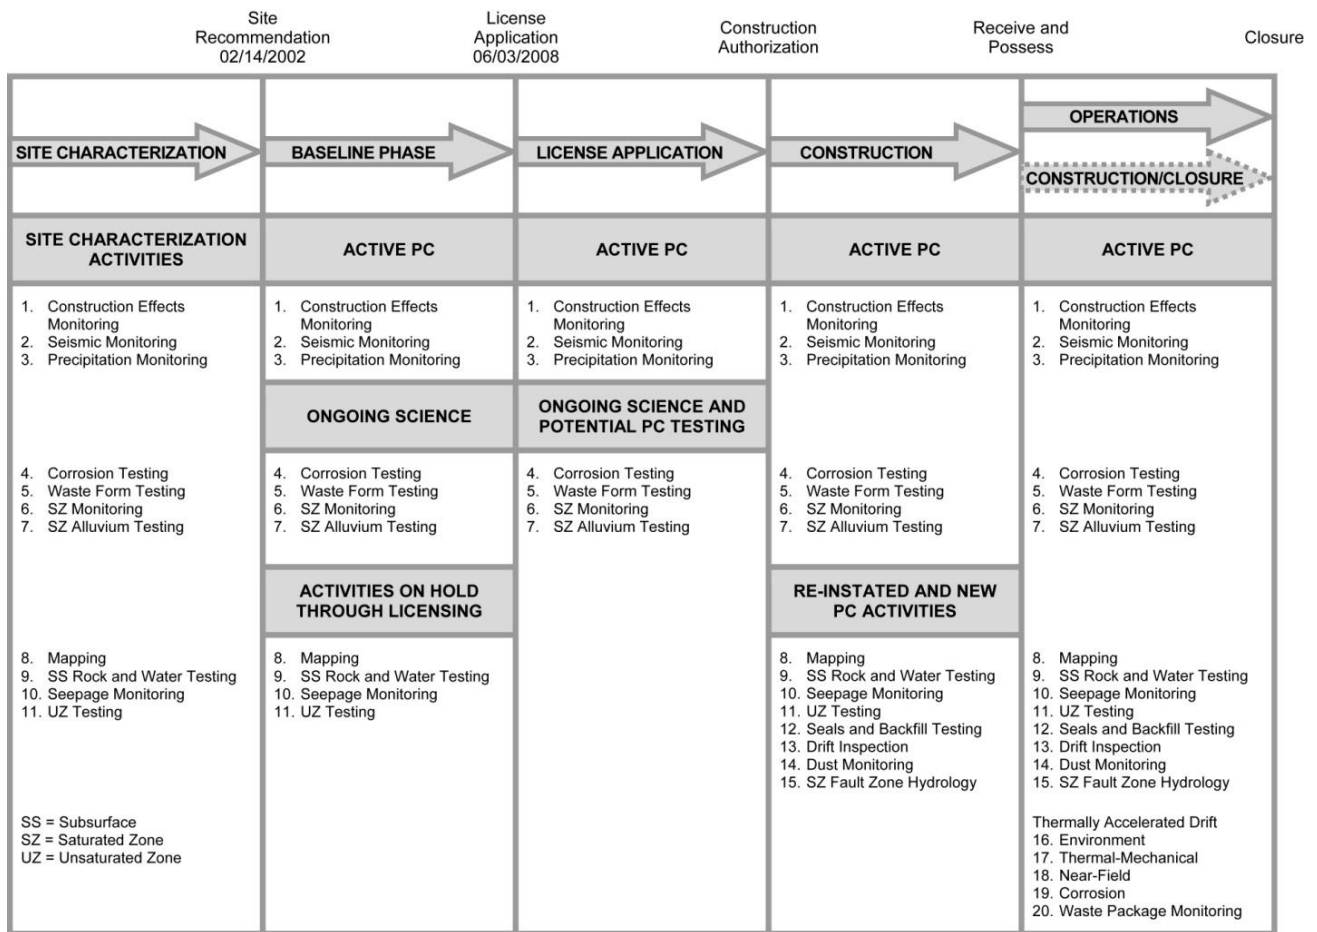 Site
Recommendation
02/14/2002
License
Application
06/03/2008
Construction
Authorization
Receive and
Possess
Closure
SITE CHARACTERIZATION
BASELINE PHASE
LICENSE APPLICATION
CONSTRUCTION
OPERATIONS
CONSTRUCTION/CLOSURE
SITE CHARACTERIZATION
ACTIVITIES
1. Construction Effects
Monitoring
2. Seismic Monitoring
3. Precipitation Monitoring
4. Corrosion Testing
5. Waste Form Testing
6. SZ Monitoring
7. SZ Alluvium Testing
8. Mapping
9. SS Rock and Water Testing
10. Seepage Monitoring
11. UZ Testing
SS = Subsurface
SZ = Saturated Zone
UZ = Unsaturated Zone
ACTIVE PC
1. Construction Effects
Monitoring
2. Seismic Monitoring
3. Precipitation Monitoring
ONGOING SCIENCE
4. Corrosion Testing
5. Waste Form Testing
6. SZ Monitoring
7. SZ Alluvium Testing
ACTIVITIES ON HOLD
THROUGH LICENSING
8. Mapping
9. SS Rock and Water Testing
10. Seepage Monitoring
11. UZ Testing
ACTIVE PC
1. Construction Effects
Monitoring
2. Seismic Monitoring
3. Precipitation Monitoring
ONGOING SCIENCE AND
POTENTIAL PC TESTING
4. Corrosion Testing
5. Waste Form Testing
6. SZ Monitoring
7. SZ Alluvium Testing
ACTIVE PC
1. Construction Effects
Monitoring
2. Seismic Monitoring
3. Precipitation Monitoring
4. Corrosion Testing
5. Waste Form Testing
6. SZ Monitoring
7. SZ Alluvium Testing
RE-INSTATED AND NEW
PC ACTIVITIES
8. Mapping
9. SS Rock and Water Testing
10. Seepage Monitoring
11. UZ Testing
12. Seals and Backfill Testing
13. Drift Inspection
14. Dust Monitoring
15. SZ Fault Zone Hydrology
ACTIVE PC
1. Construction Effects
Monitoring
2. Seismic Monitoring
3. Precipitation Monitoring
4. Corrosion Testing
5. Waste Form Testing
6. SZ Monitoring
7. SZ Alluvium Testing
8. Mapping
9. SS Rock and Water Testing
10. Seepage Monitoring
11. UZ Testing
12. Seals and Backfill Testing
13. Drift Inspection
14. Dust Monitoring
15. SZ Fault Zone Hydrology
Thermally Accelerated Drift
16. Environment
17. Thermal-Mechanical
18. Near-Field
19. Corrosion
20. Waste Package Monitoring